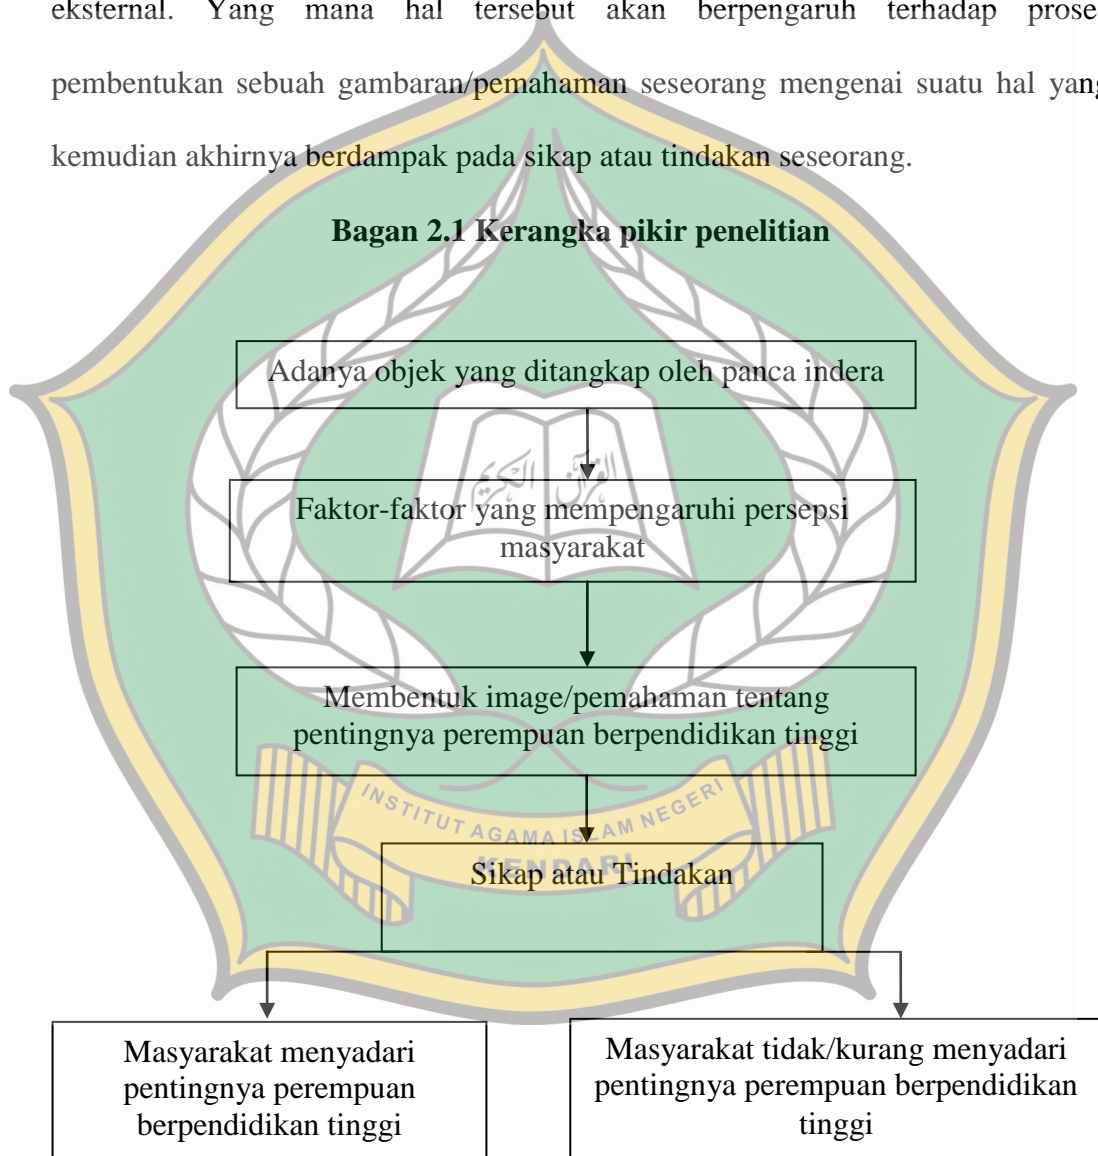 eksternal. Yang mana hal tersebut akan berpengaruh terhadap prose
pembentukan sebuah gambaran/pemahaman seseorang mengenai suatu hal yang
kemudian akhirnya berdampak pada sikap atau tindakan seseorang.
Bagan 2.1 Kerangka pikir penelitian
Adanya objek yang ditangkap oleh panca indera
القرآن الكريم
Faktor-faktor yang mempengaruhi persepsi
masyarakat
Membentuk image/pemahaman tentang
pentingnya perempuan berpendidikan tinggi
INSTITUT AGAMA ISLAM NEGERI
KENDARI
Sikap atau Tindakan
Masyarakat menyadari
pentingnya perempuan
berpendidikan tinggi
Masyarakat tidak/kurang menyadari
pentingnya perempuan berpendidikan
tinggi